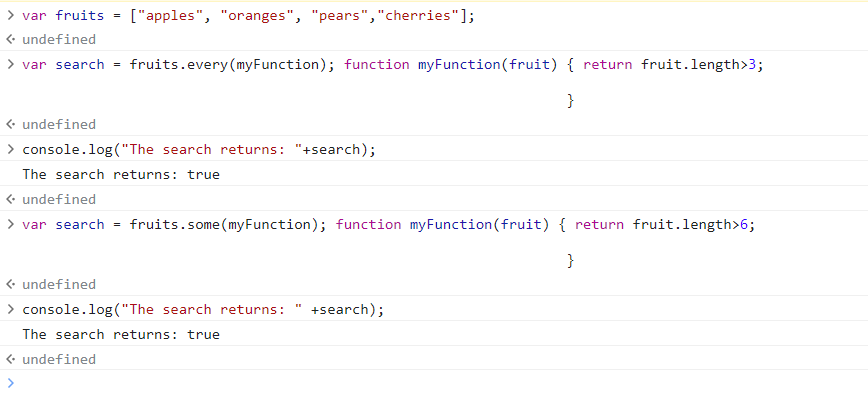 > var fruits = ["apples", "oranges", "pears","cherries"];
<· undefined
> var search = fruits.every(myFunction); function myFunction(fruit) { return fruit.length>3;
}
<· undefined
> console.log("The search returns: "+search);
The search returns: true
<· undefined
> var search = fruits.some(myFunction); function myFunction(fruit) { return fruit.length>6;
}
<· undefined
> console.log("The search returns: " +search);
The search returns: true
<· undefined
>